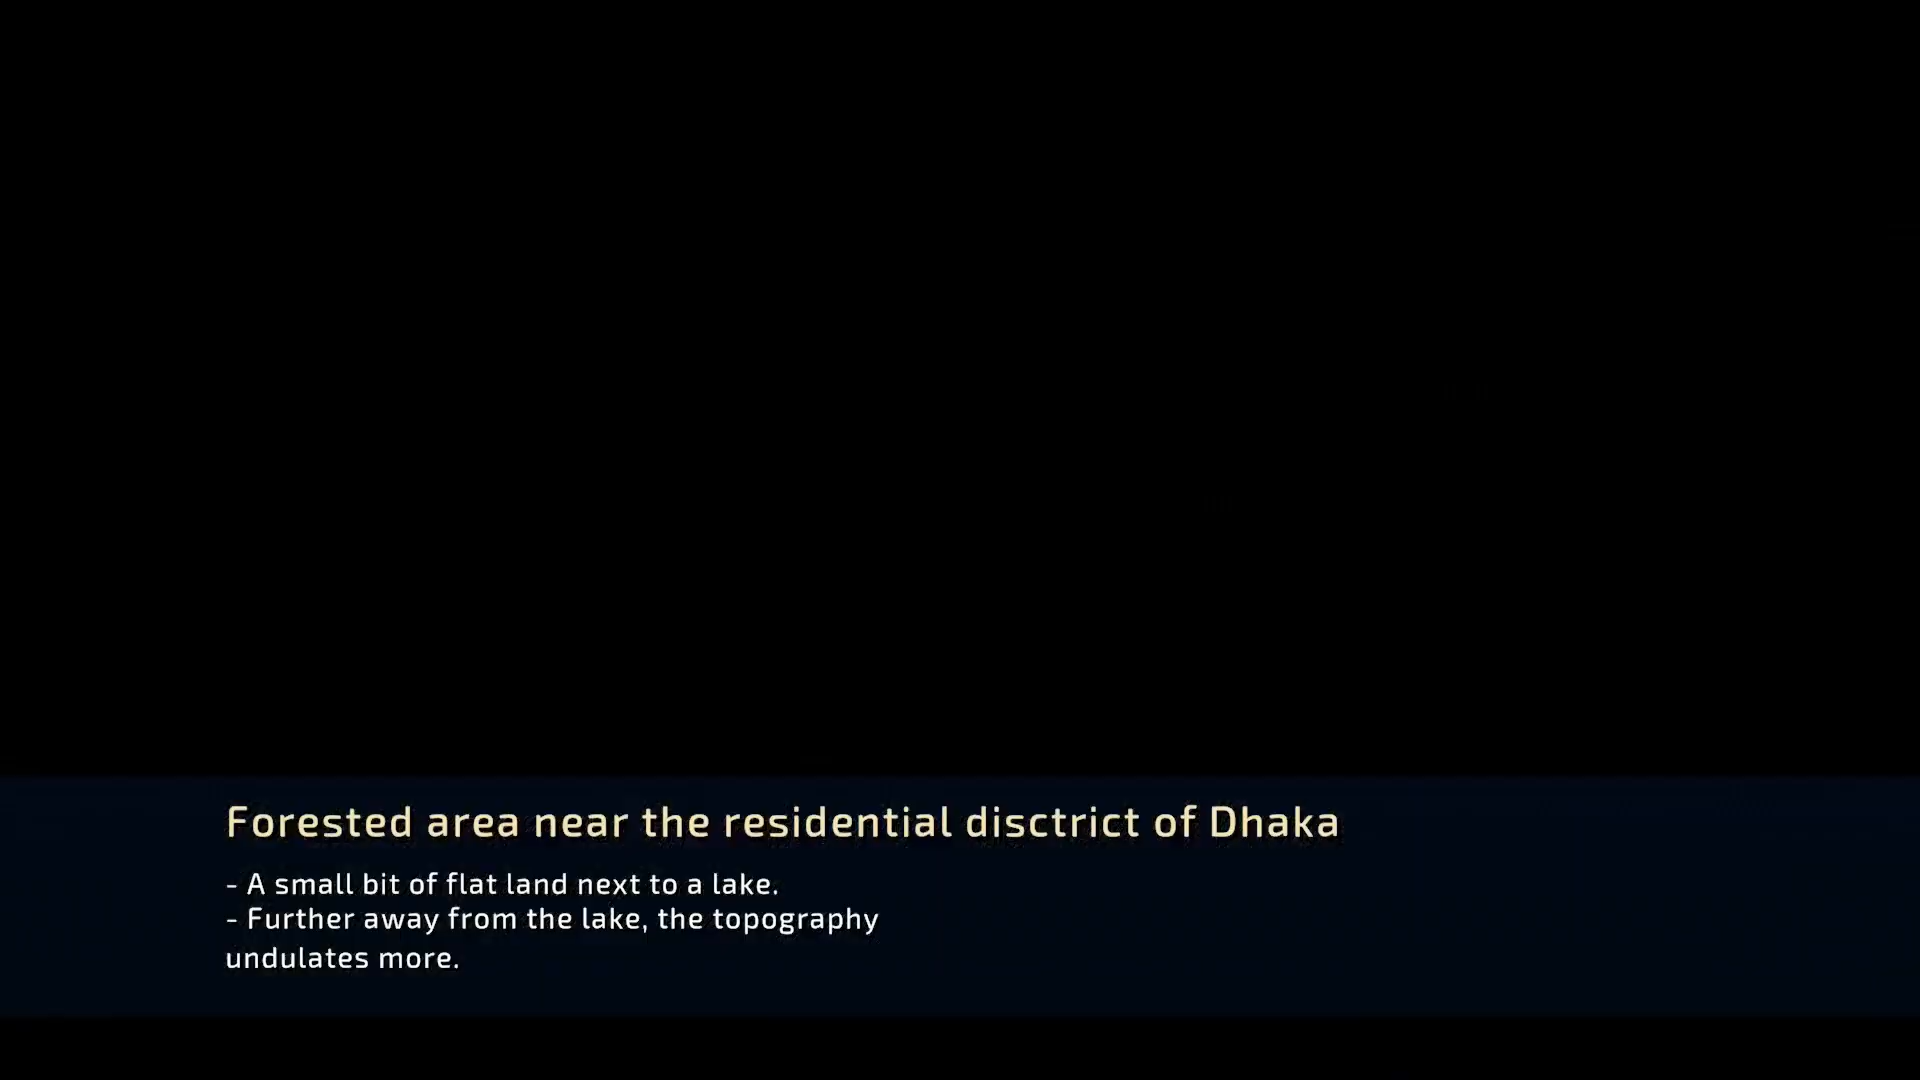 Forested area near the residential disctrict of Dhaka
- A small bit of flat land next to a lake.
- Further away from the lake, the topography
undulates more.